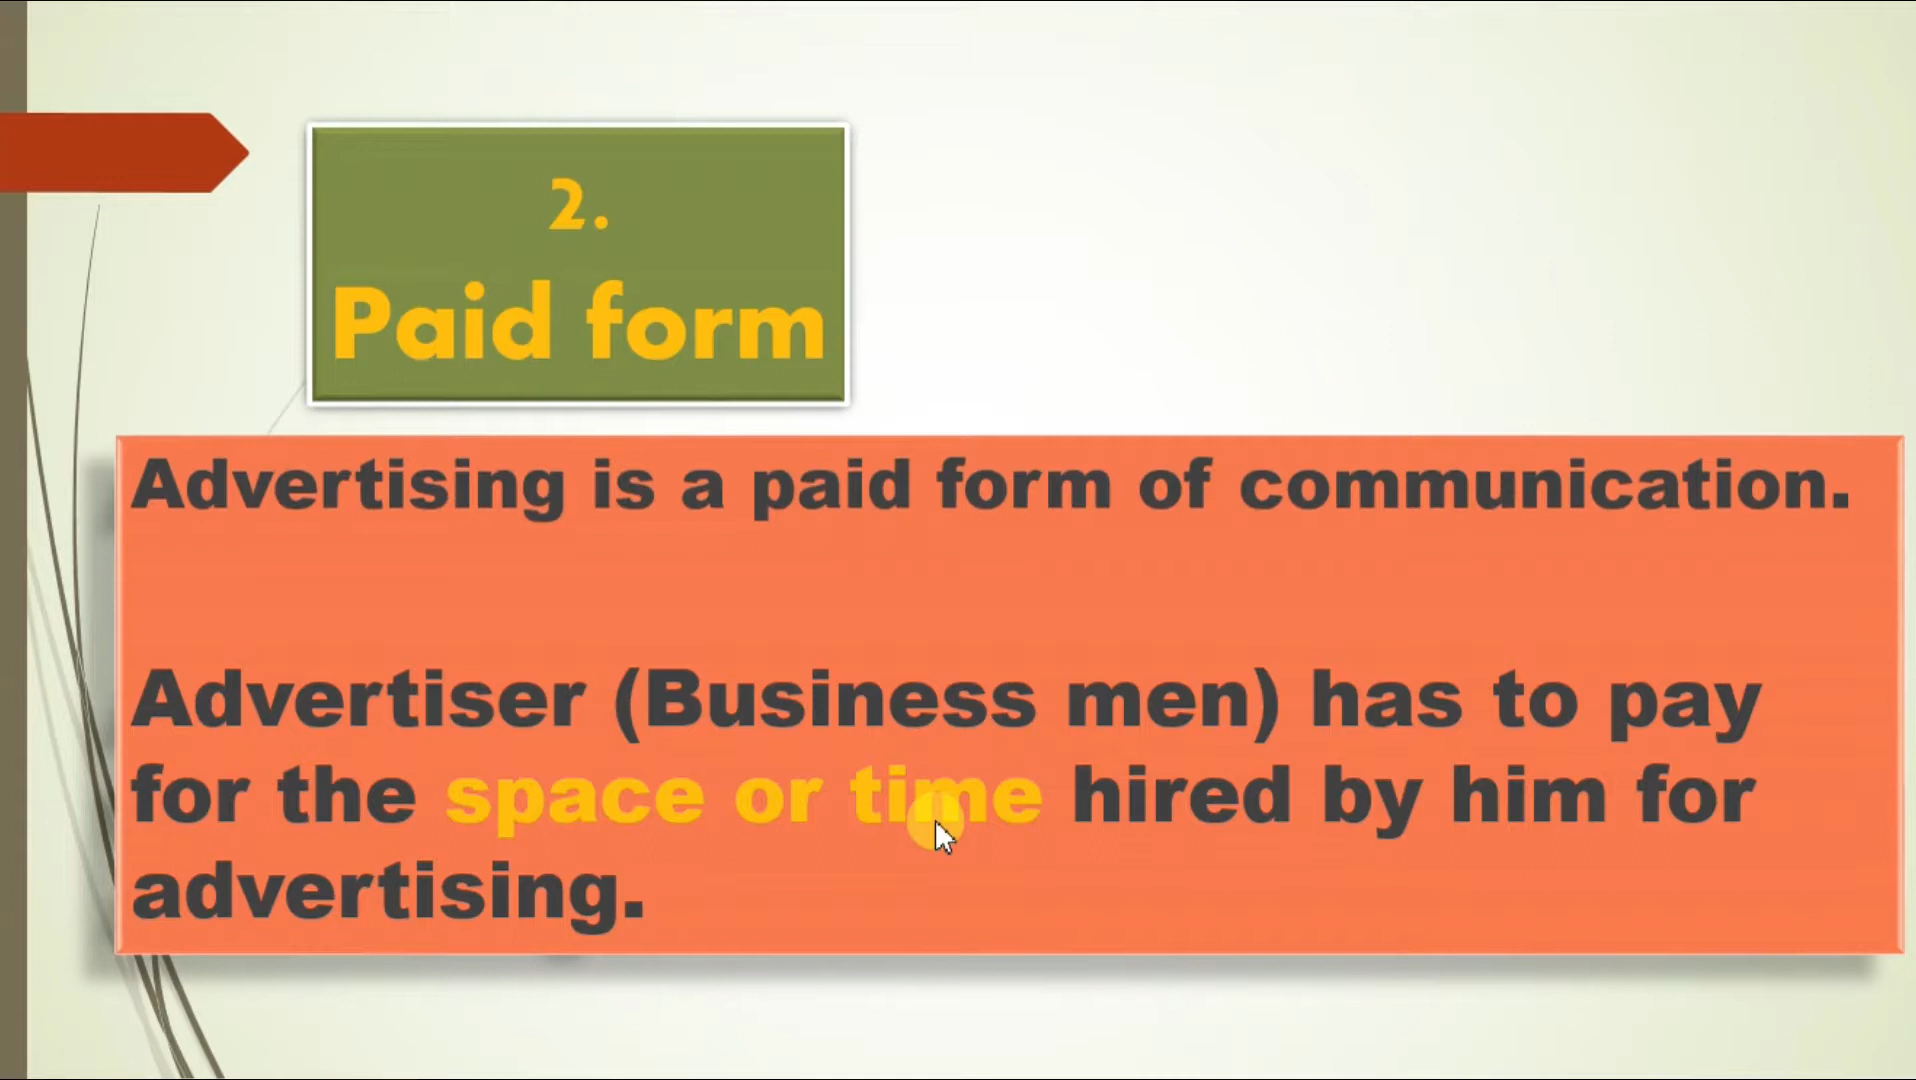 2.
Paid form
Advertising is a paid form of communication.
Advertiser (Business men) has to pay
for the space or time hired by him for
advertising.